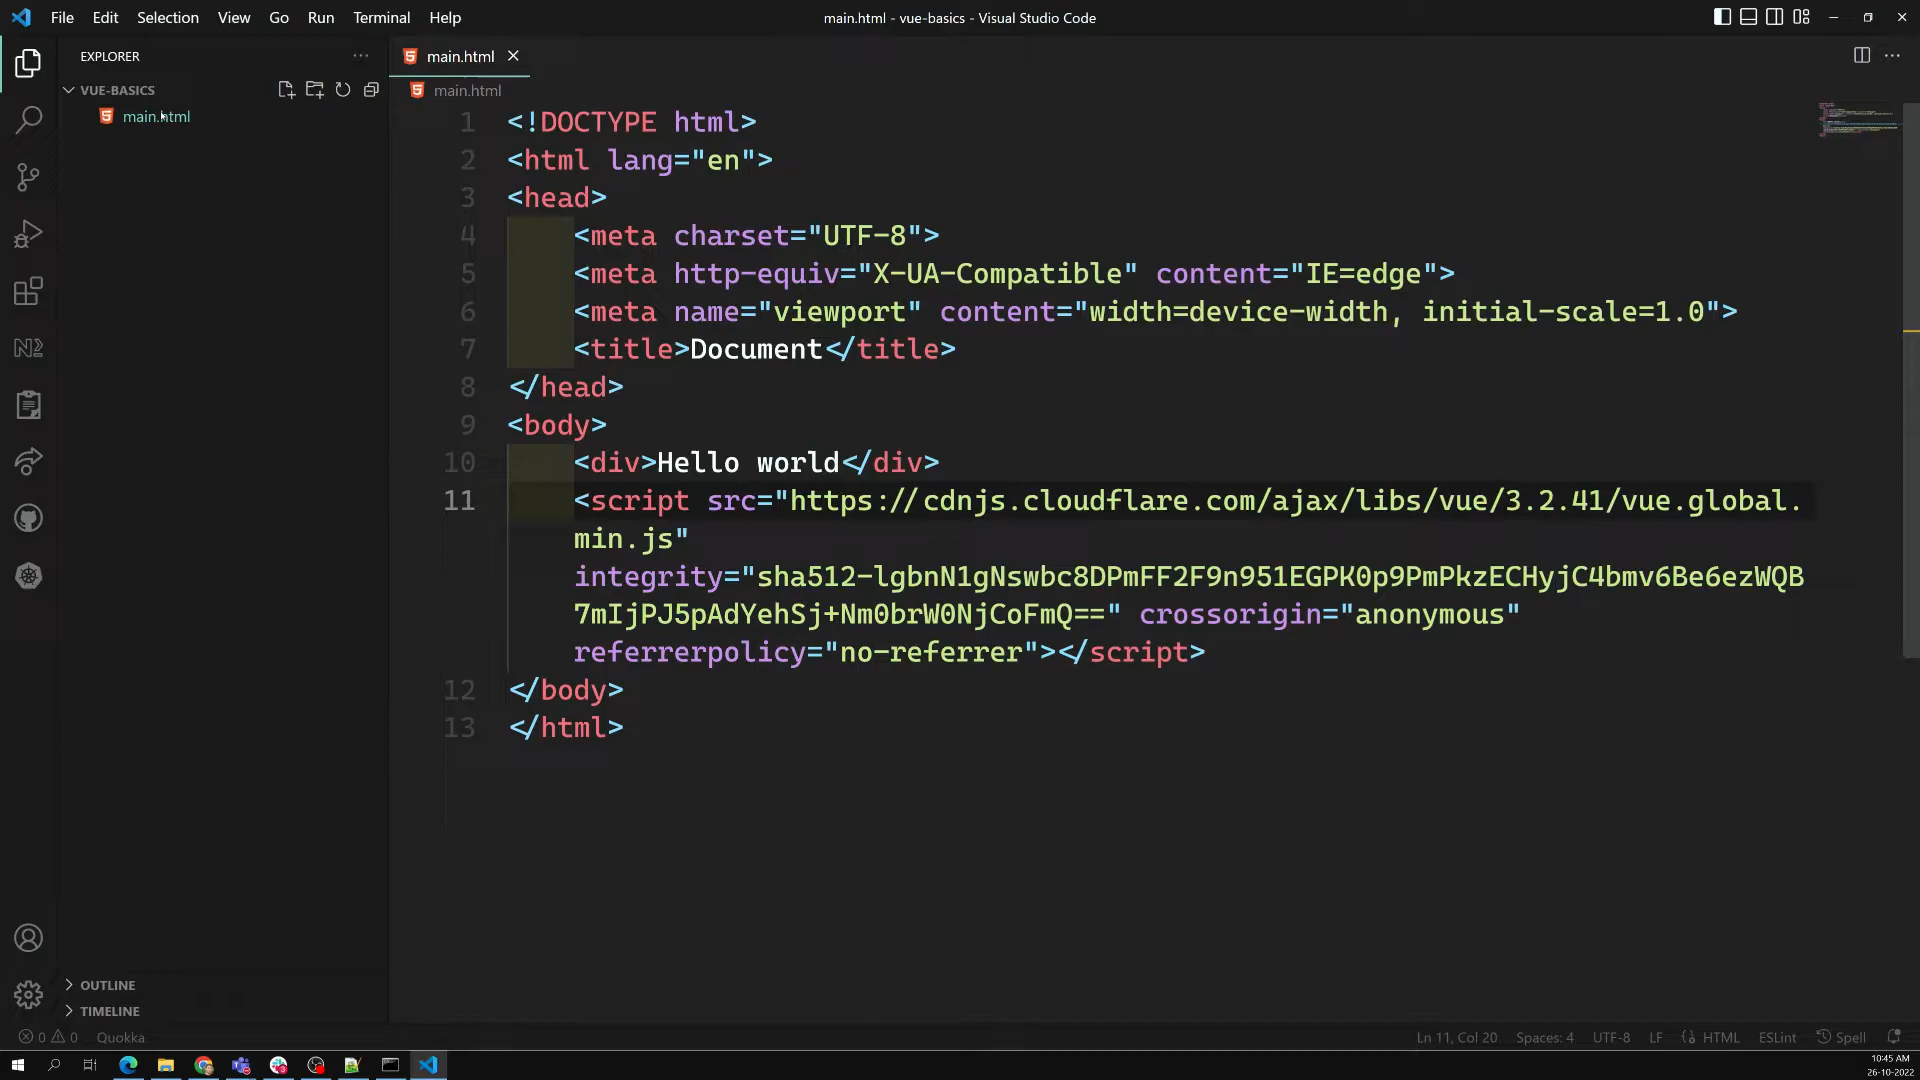 File Edit Selection View Go Run Terminal Help
main.html - vue-basics - Visual Studio Code
EXPLORER
VUE-BASICS
main.html
main.html
main.html
1 <!DOCTYPE html>
2 <html lang="en">
3 <head>
4 <meta charset="UTF-8">
5 <meta http-equiv="X-UA-Compatible" content="IE=edge">
6 <meta name="viewport" content="width=device-width, initial-scale=1.0">
7 <title>Document</title>
8 </head>
9 <body>
10 <div>Hello world</div>
11 <script src="https://cdnjs.cloudflare.com/ajax/libs/vue/3.2.41/vue.global.
min.js"
integrity="sha512-lgbnN1gNswbc8DPmFF2F9n951EGPK0p9PmPkzECHyjC4bmv6Be6ezWQB
7mIjPJ5pAdYehSj+Nm0brW0NjCoFmQ==" crossorigin="anonymous"
referrerpolicy="no-referrer"></script>
12 </body>
13 </html>
OUTLINE
TIMELINE
0 0 Quokka
Ln 11, Col 20 Spaces: 4 UTF-8 LF HTML ESLint Spell
10:45 AM
26-10-2022